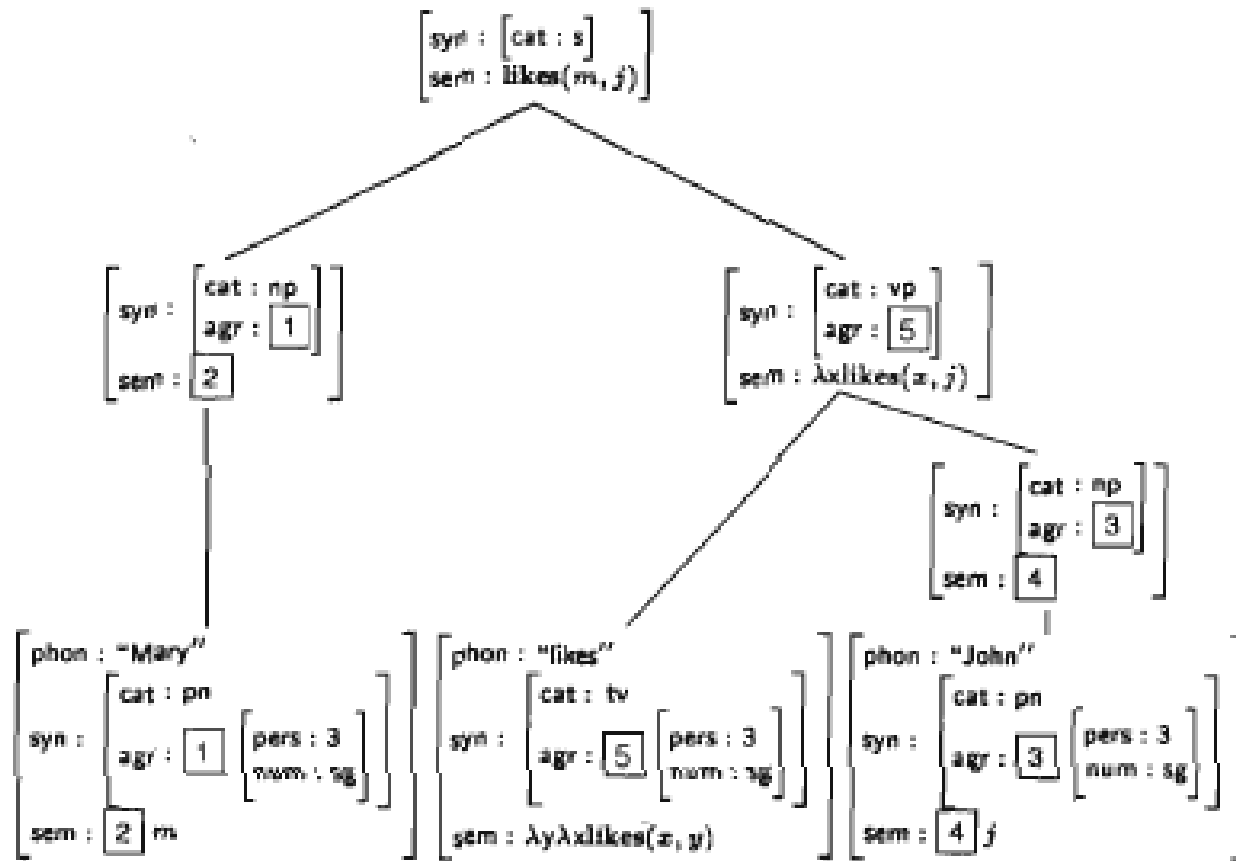 syn : [cat : s]
sem : likes(m, j)
cat : np
syn :
agr : 1
sem : 2
cat : vp
syn :
agr : 5
sem : λxlikes(x, j)
cat : np
syn :
agr : 3
sem : 4
phon : “Mary”
cat : pn
syn :
agr : 1
pers : 3
num : sg
sem : 2 m
phon : “likes”
cat : tv
syn :
agr : 5
pers : 3
num : sg
sem : λyλxlikes(x, y)
phon : “John”
cat : pn
syn :
agr : 3
pers : 3
num : sg
sem : 4 j